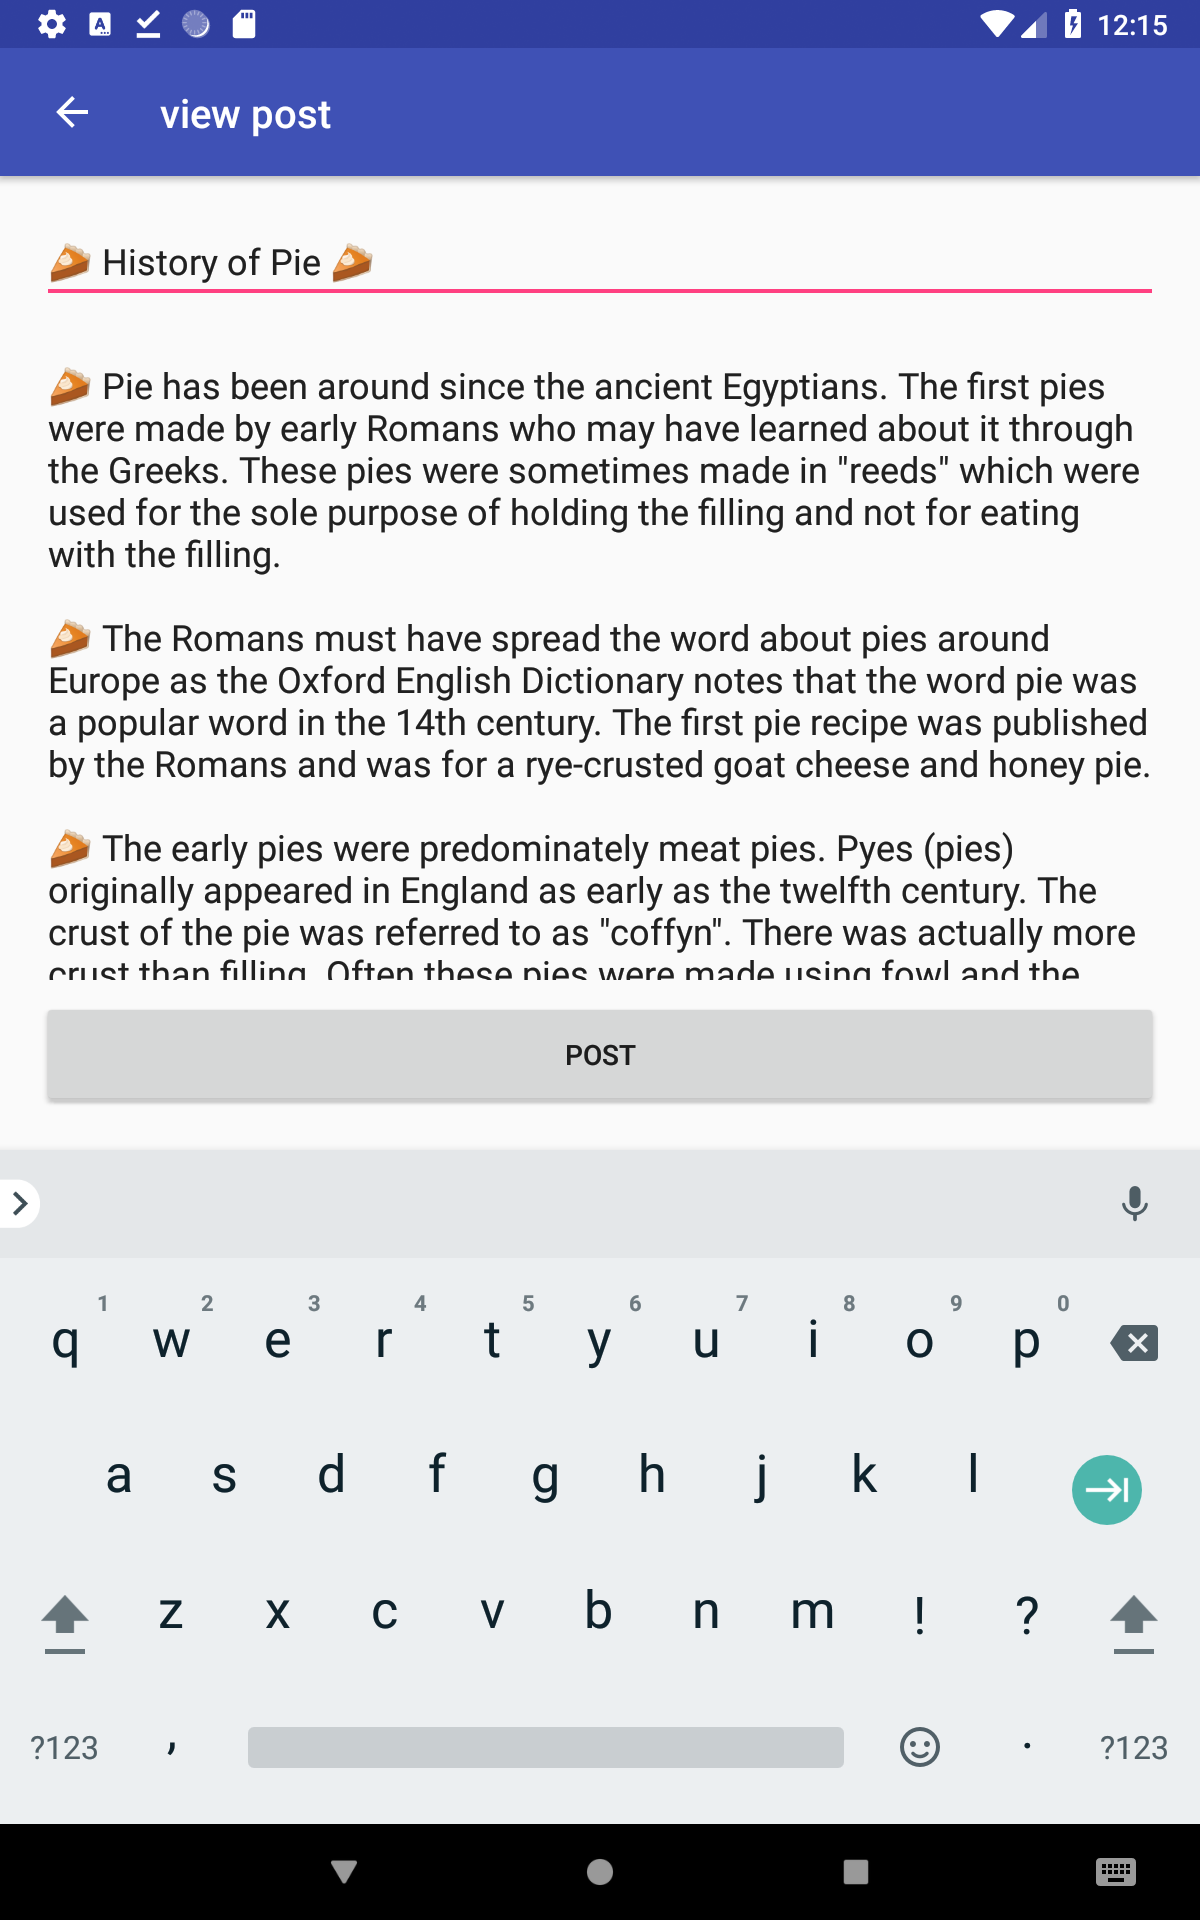 12:15
view post
🥧 History of Pie 🥧
🥧 Pie has been around since the ancient Egyptians. The first pies
were made by early Romans who may have learned about it through
the Greeks. These pies were sometimes made in "reeds" which were
used for the sole purpose of holding the filling and not for eating
with the filling.
🥧 The Romans must have spread the word about pies around
Europe as the Oxford English Dictionary notes that the word pie was
a popular word in the 14th century. The first pie recipe was published
by the Romans and was for a rye-crusted goat cheese and honey pie.
🥧 The early pies were predominately meat pies. Pyes (pies)
originally appeared in England as early as the twelfth century. The
crust of the pie was referred to as "coffyn". There was actually more
crust than filling. Often these pies were made using fowl and the
POST
1 2 3 4 5 6 7 8 9 0
q w e r t y u i o p
a s d f g h j k l
z x c v b n m ! ?
?123 , . ?123